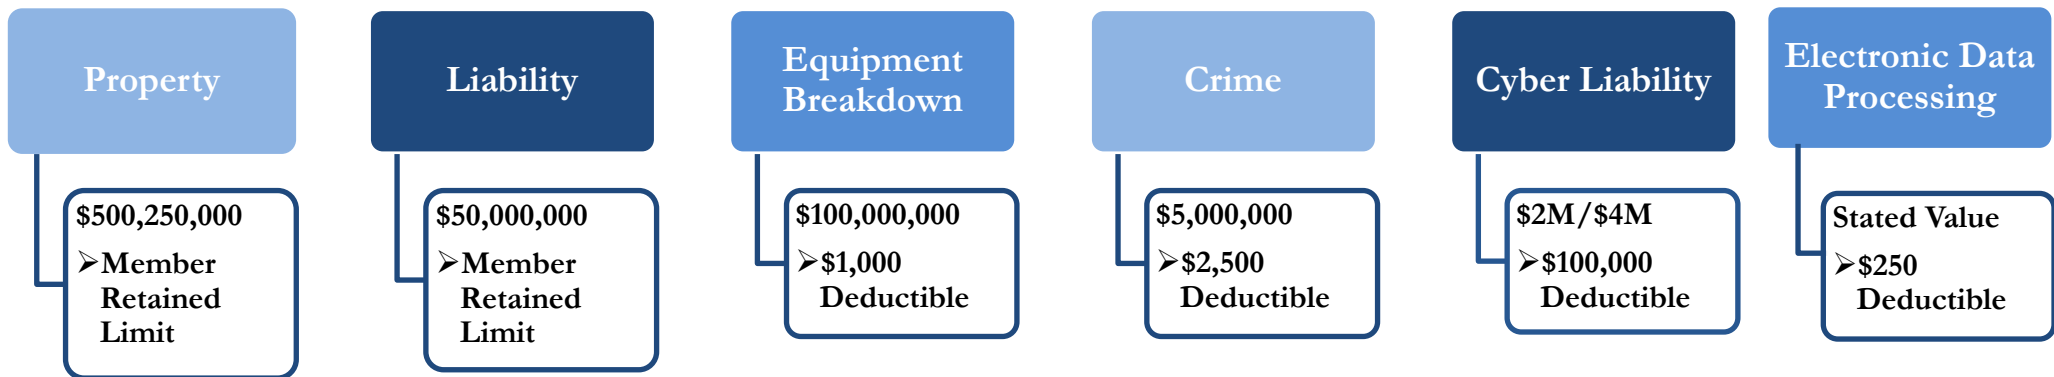 Property
$500,250,000
➢Member
Retained
Limit
Liability
$50,000,000
➢Member
Retained
Limit
Equipment
Breakdown
$100,000,000
➢$1,000
Deductible
Crime
$5,000,000
➢$2,500
Deductible
Cyber Liability
$2M/$4M
➢$100,000
Deductible
Electronic Data
Processing
Stated Value
➢$250
Deductible